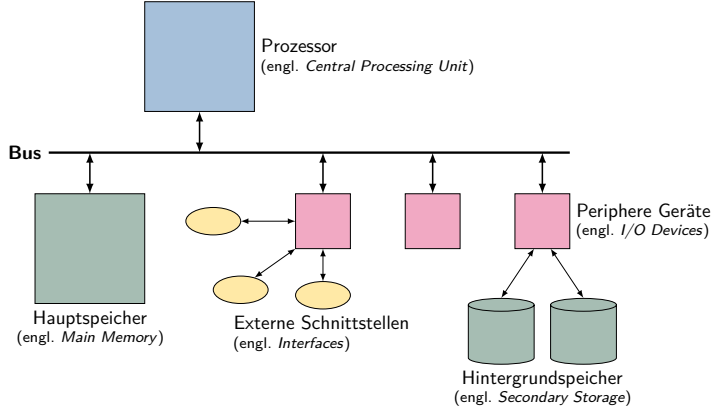 Prozessor
(engl. Central Processing Unit)
Bus
Periphere Geräte
(engl. I/O Devices)
Hauptspeicher
(engl. Main Memory)
Externe Schnittstellen
(engl. Interfaces)
Hintergrundspeicher
(engl. Secondary Storage)